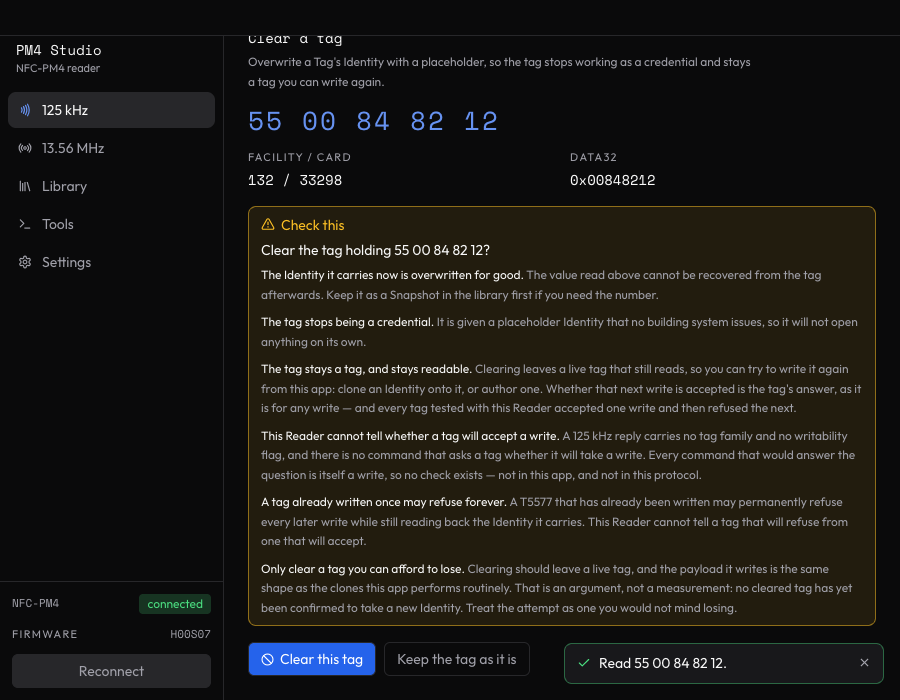 PM4 Studio
NFC-PM4 reader
125 kHz
13.56 MHz
Library
Tools
Settings
NFC-PM4
connected
FIRMWARE
H00S07
Reconnect
Clear a tag
Overwrite a Tag's Identity with a placeholder, so the tag stops working as a credential and stays
a tag you can write again.
55 00 84 82 12
FACILITY / CARD
132 / 33298
DATA32
0x00848212
Check this
Clear the tag holding 55 00 84 82 12?
The Identity it carries now is overwritten for good. The value read above cannot be recovered from the tag
afterwards. Keep it as a Snapshot in the library first if you need the number.
The tag stops being a credential. It is given a placeholder Identity that no building system issues, so it will not open
anything on its own.
The tag stays a tag, and stays readable. Clearing leaves a live tag that still reads, so you can try to write it again
from this app: clone an Identity onto it, or author one. Whether that next write is accepted is the tag's answer, as it
is for any write — and every tag tested with this Reader accepted one write and then refused the next.
This Reader cannot tell whether a tag will accept a write. A 125 kHz reply carries no tag family and no writability
flag, and there is no command that asks a tag whether it will take a write. Every command that would answer the
question is itself a write, so no check exists — not in this app, and not in this protocol.
A tag already written once may refuse forever. A T5577 that has already been written may permanently refuse
every later write while still reading back the Identity it carries. This Reader cannot tell a tag that will refuse from
one that will accept.
Only clear a tag you can afford to lose. Clearing should leave a live tag, and the payload it writes is the same
shape as the clones this app performs routinely. That is an argument, not a measurement: no cleared tag has yet
been confirmed to take a new Identity. Treat the attempt as one you would not mind losing.
Clear this tag
Keep the tag as it is
Read 55 00 84 82 12.